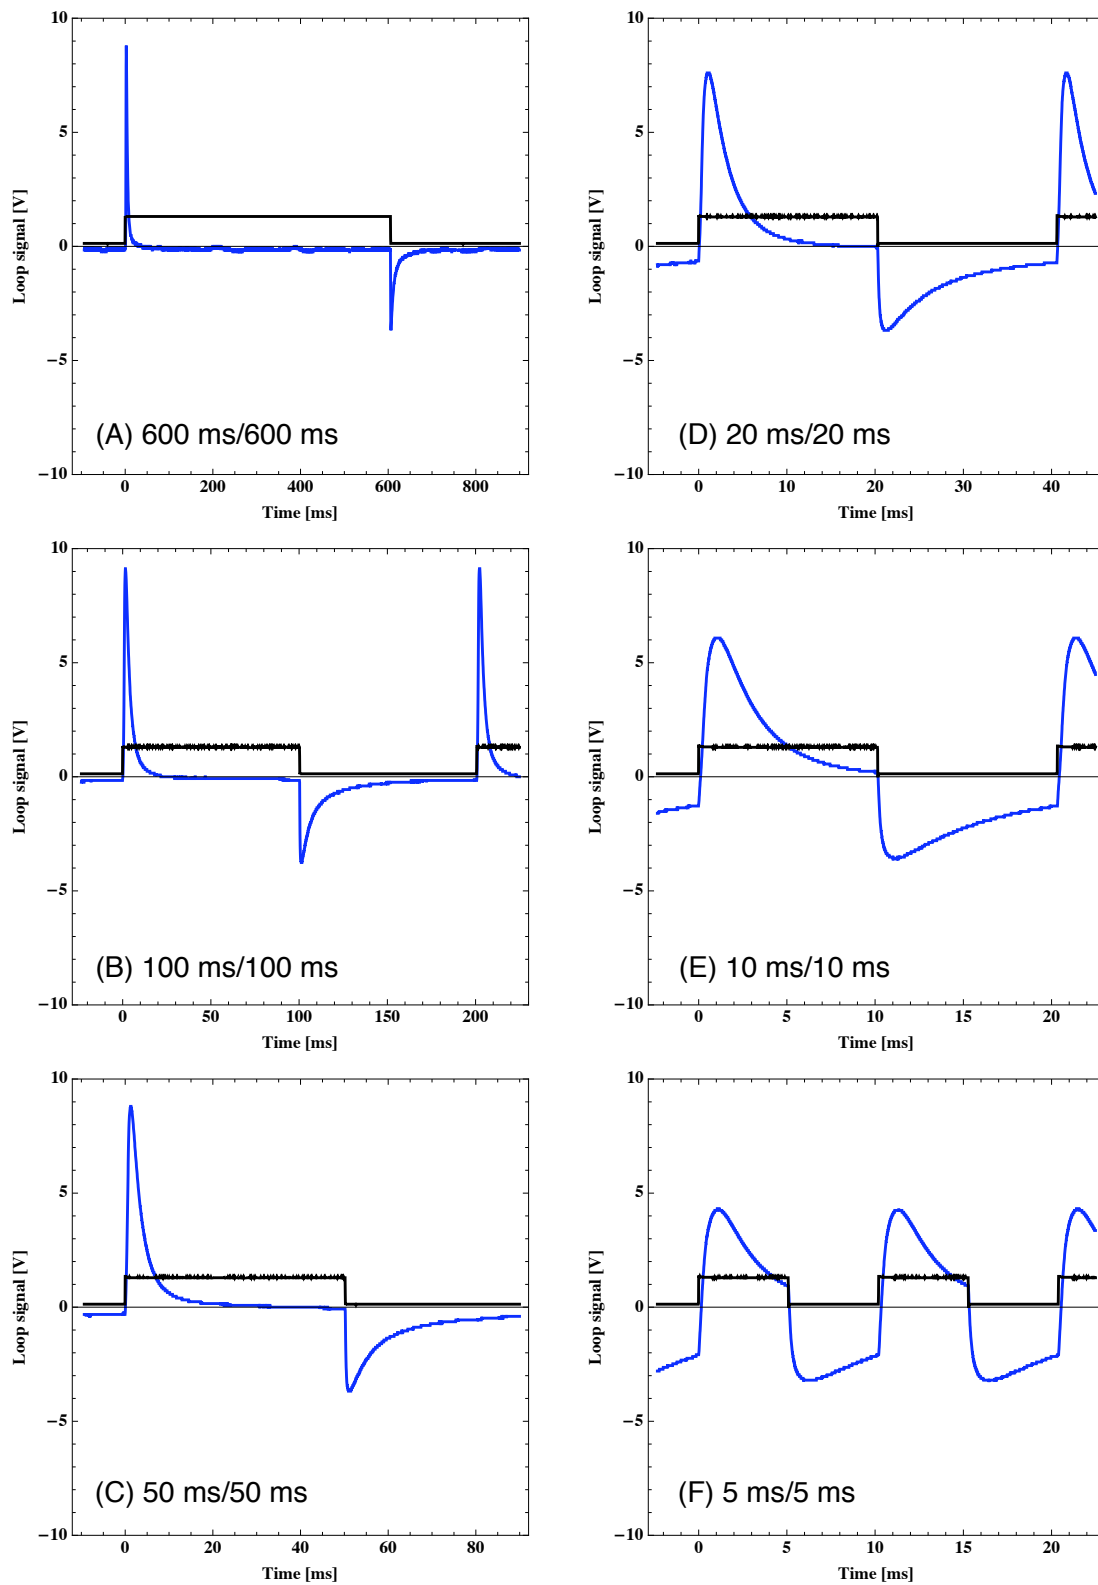 10
5
0
−5
−10
Loop signal [V]
(A) 600 ms/600 ms
0 200 400 600 800
Time [ms]
10
5
0
−5
−10
Loop signal [V]
(D) 20 ms/20 ms
0 10 20 30 40
Time [ms]
10
5
0
−5
−10
Loop signal [V]
(B) 100 ms/100 ms
0 50 100 150 200
Time [ms]
10
5
0
−5
−10
Loop signal [V]
(E) 10 ms/10 ms
0 5 10 15 20
Time [ms]
10
5
0
−5
−10
Loop signal [V]
(C) 50 ms/50 ms
0 20 40 60 80
Time [ms]
10
5
0
−5
−10
Loop signal [V]
(F) 5 ms/5 ms
0 5 10 15 20
Time [ms]